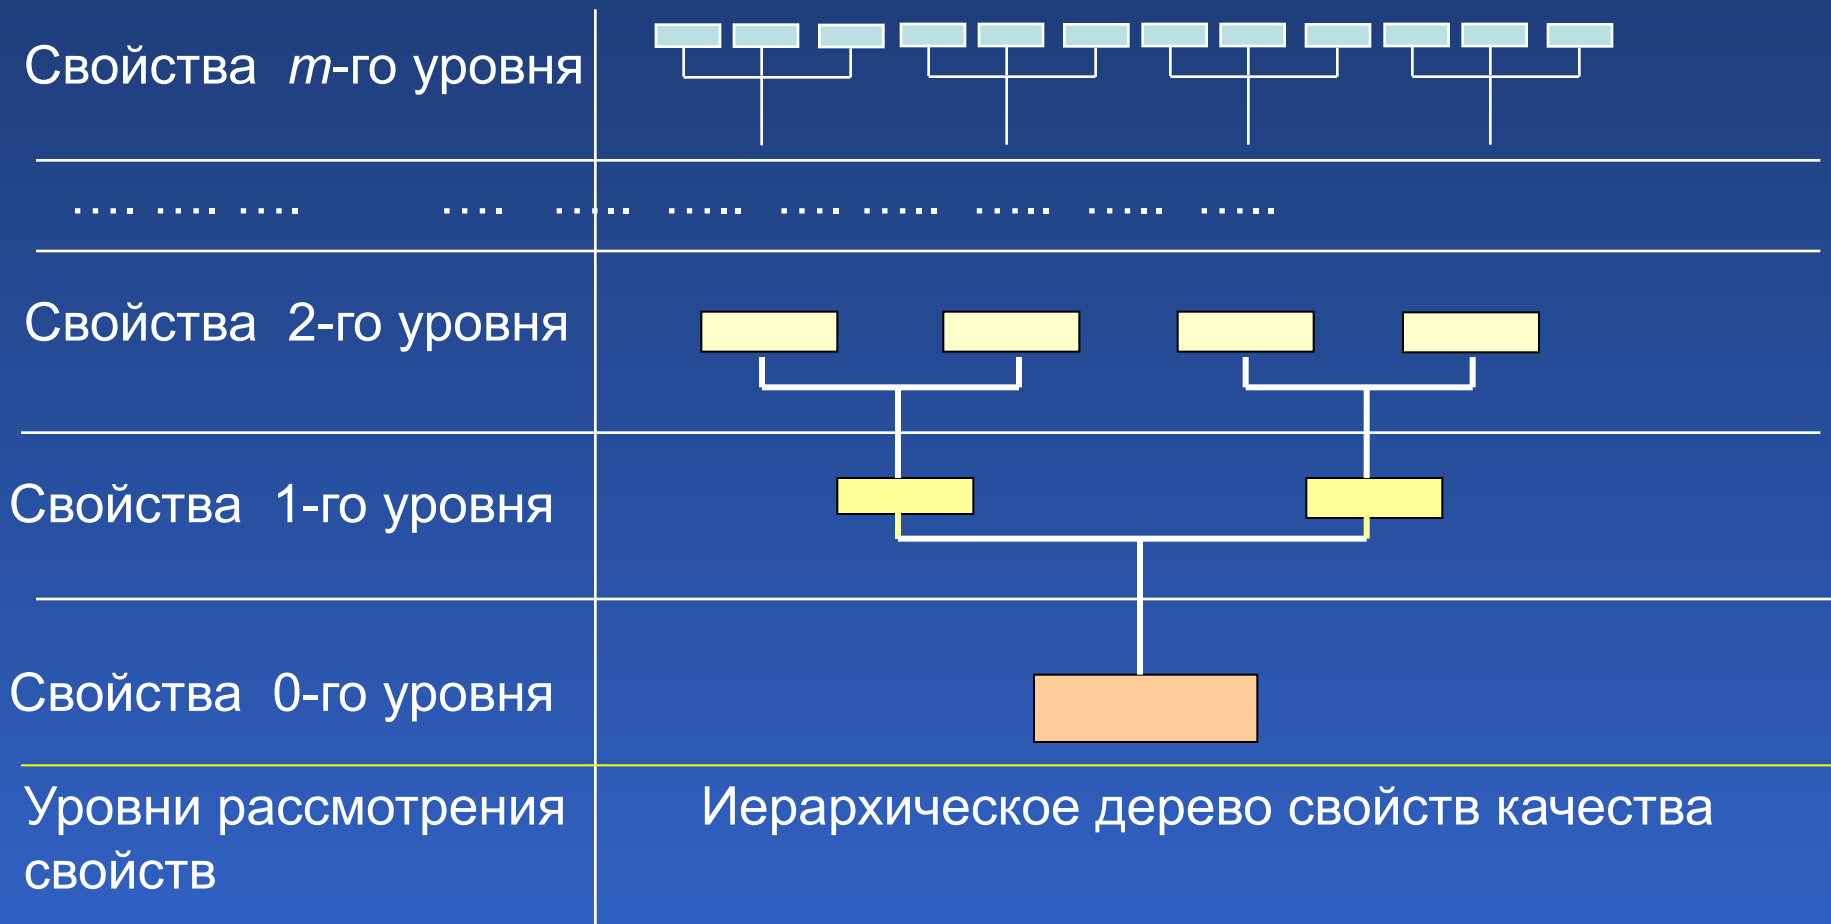 Свойства m-го уровня
.... .... .... .... ..... ..... .... ..... ..... ..... .....
Свойства 2-го уровня
Свойства 1-го уровня
Свойства 0-го уровня
Уровни рассмотрения
свойств
Иерархическое дерево свойств качества